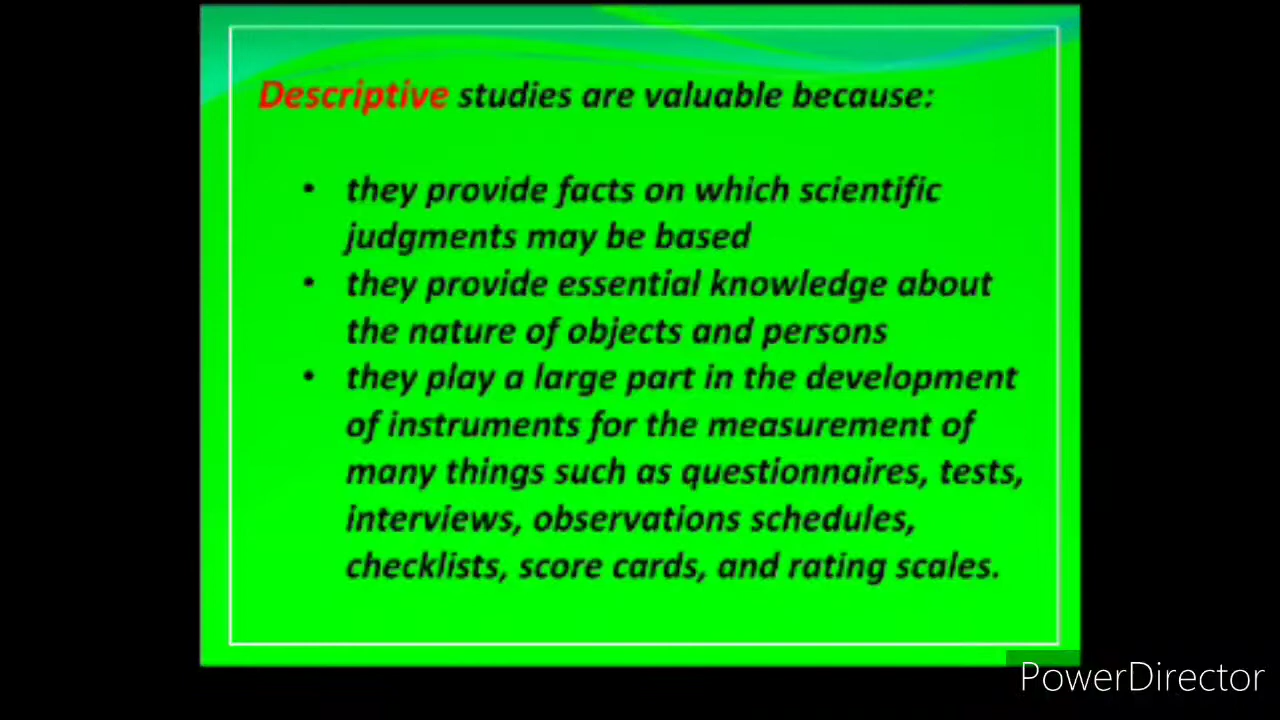 Descriptive studies are valuable because:
• they provide facts on which scientific
judgments may be based
• they provide essential knowledge about
the nature of objects and persons
• they play a large part in the development
of instruments for the measurement of
many things such as questionnaires, tests,
interviews, observations schedules,
checklists, score cards, and rating scales.
PowerDirector